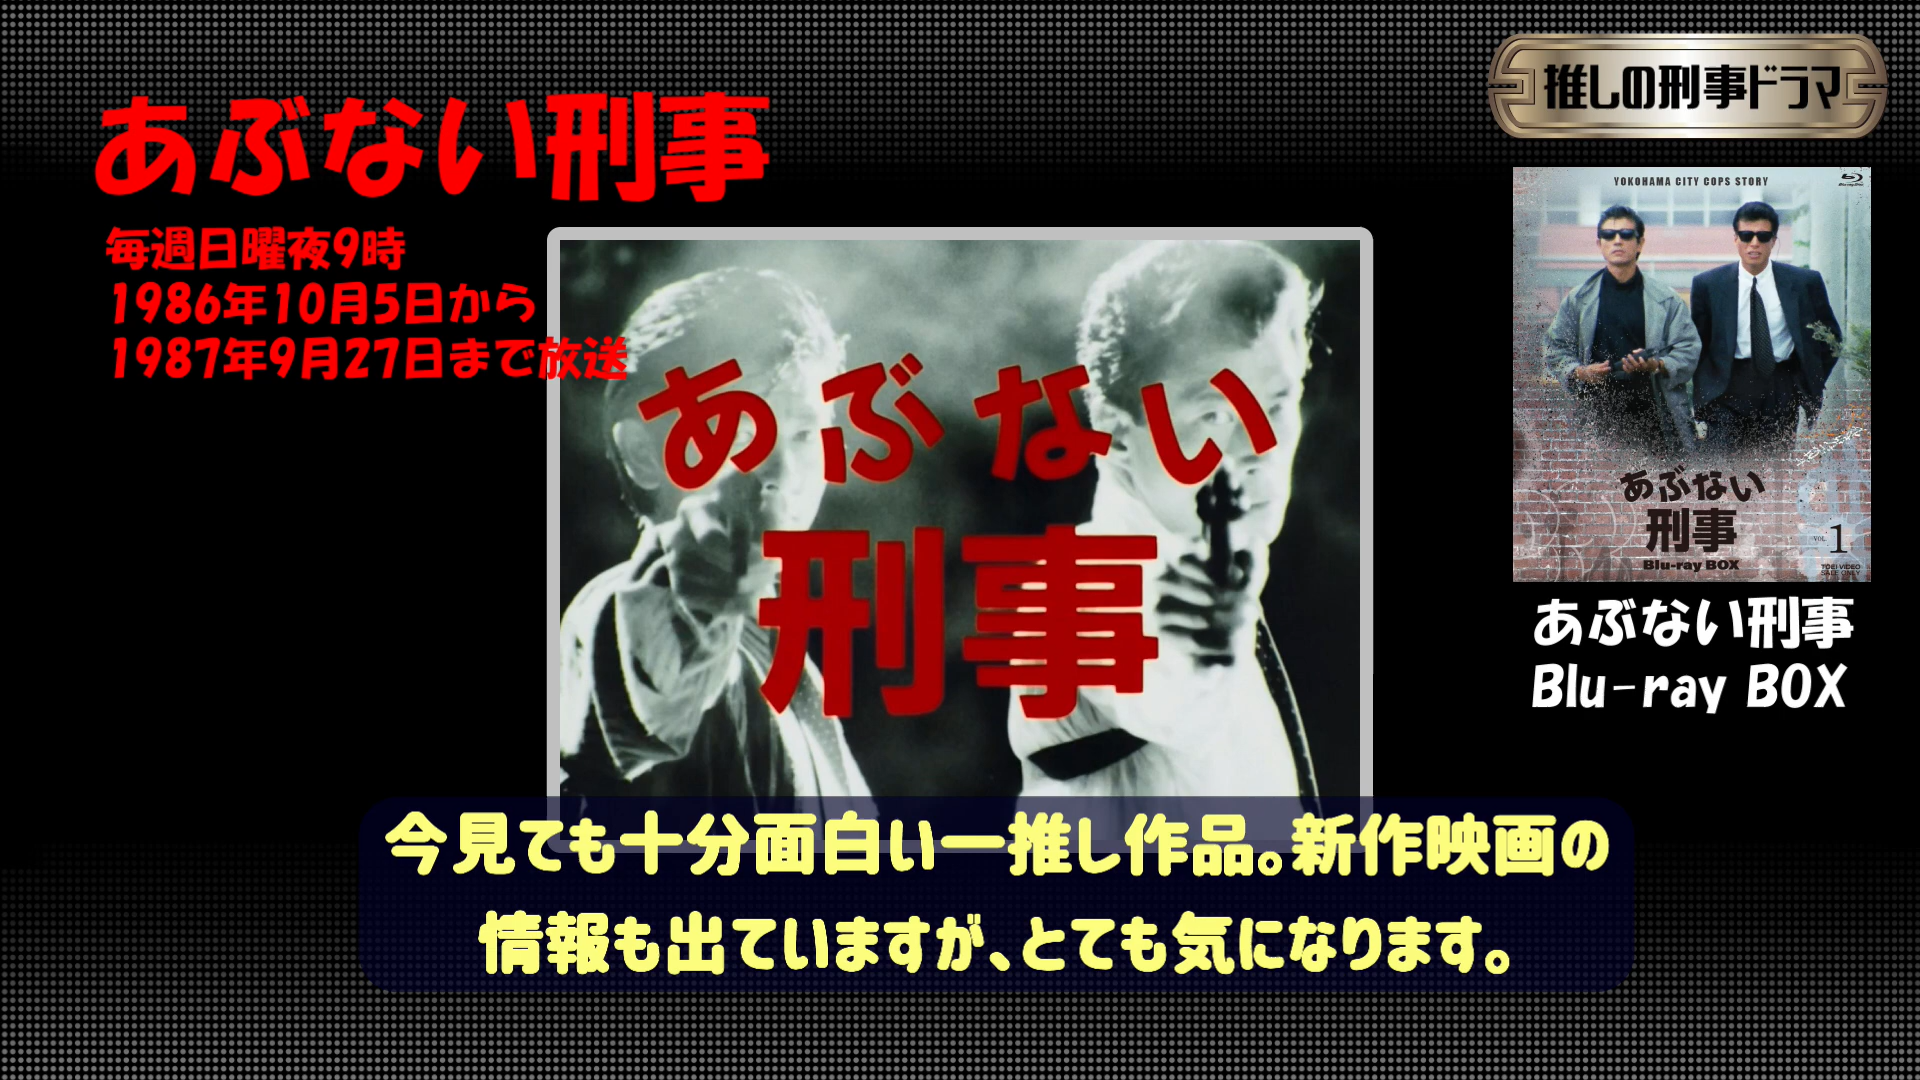 推しの刑事ドラマ
あぶない刑事
毎週日曜夜9時
1986年10月5日から
1987年9月27日まで放送
あぶない
刑事
YOKOHAMA CITY COPS STORY
あぶない
刑事
Blu-ray BOX
VOL. 1
TOEI VIDEO
SALE ONLY
あぶない刑事
Blu-ray BOX
今見ても十分面白い一推し作品。新作映画の
情報も出ていますが、とても気になります。